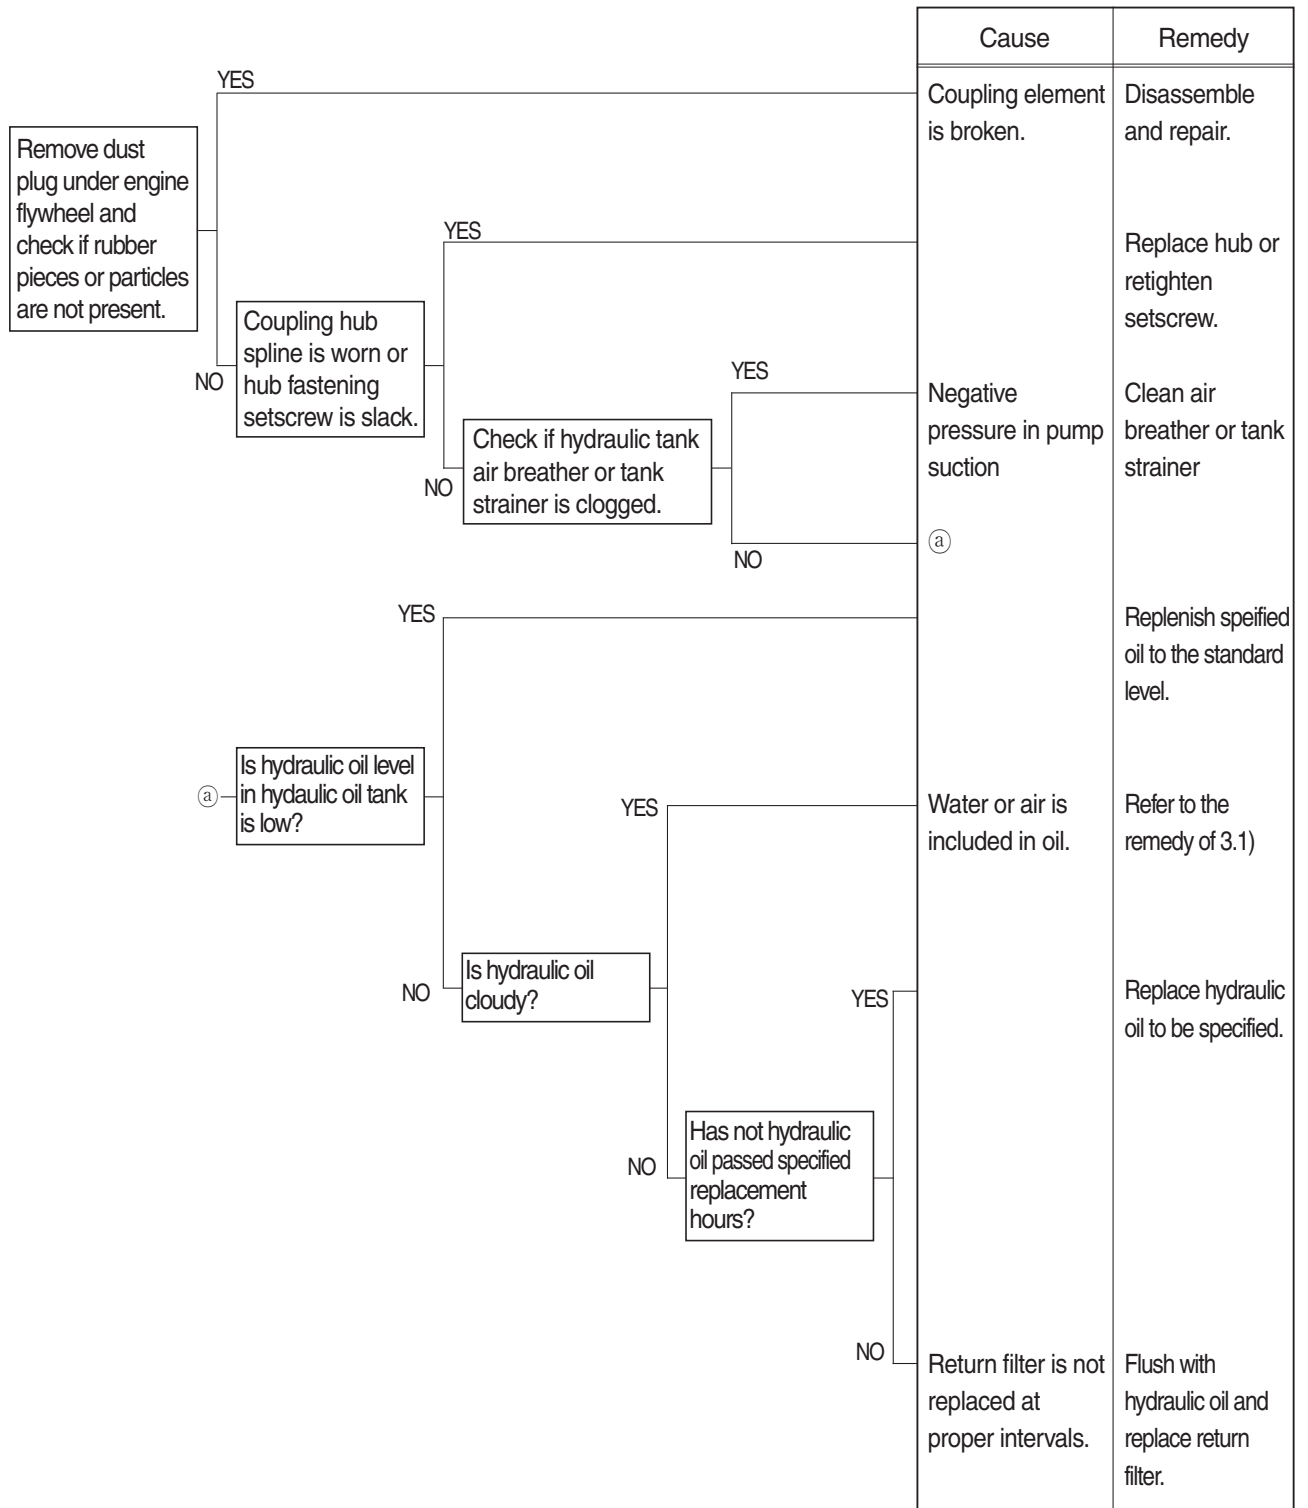 Cause
Remedy
YES
Coupling element
is broken.
Disassemble
and repair.
Remove dust
plug under engine
flywheel and
check if rubber
pieces or particles
are not present.
YES
Replace hub or
retighten
setscrew.
NO
Coupling hub
spline is worn or
hub fastening
setscrew is slack.
YES
Negative
pressure in pump
suction
Clean air
breather or tank
strainer
NO
Check if hydraulic tank
air breather or tank
strainer is clogged.
NO
ⓐ
YES
Replenish speified
oil to the standard
level.
ⓐ
Is hydraulic oil level
in hydaulic oil tank
is low?
YES
Water or air is
included in oil.
Refer to the
remedy of 3.1)
NO
Is hydraulic oil
cloudy?
YES
Replace hydraulic
oil to be specified.
NO
Has not hydraulic
oil passed specified
replacement
hours?
NO
Return filter is not
replaced at
proper intervals.
Flush with
hydraulic oil and
replace return
filter.